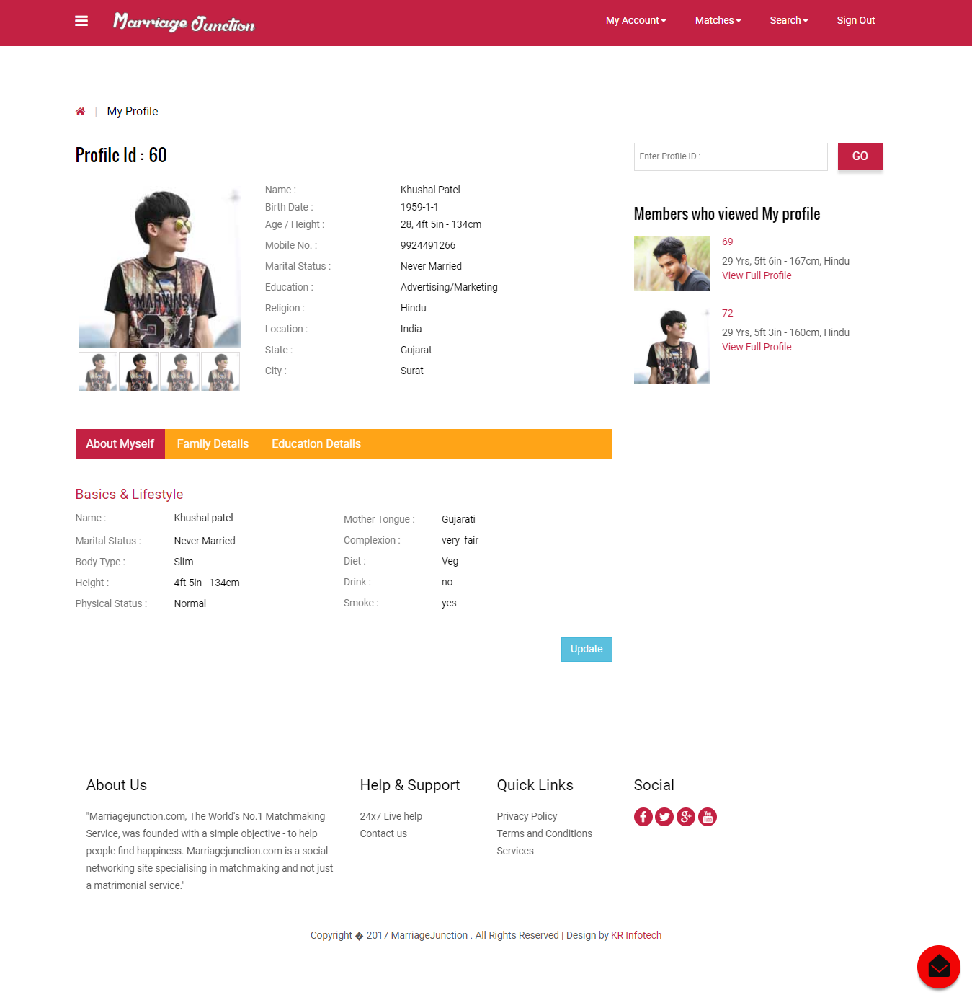 Marriage Junction
My Account
Matches
Search
Sign Out
| My Profile
Profile Id : 60
Enter Profile ID :
GO
Name : Khushal Patel
Birth Date : 1959-1-1
Age / Height : 28, 4ft 5in - 134cm
Mobile No. : 9924491266
Marital Status : Never Married
Education : Advertising/Marketing
Religion : Hindu
Location : India
State : Gujarat
City : Surat
MARVINSV
24
Members who viewed My profile
69
29 Yrs, 5ft 6in - 167cm, Hindu
View Full Profile
72
29 Yrs, 5ft 3in - 160cm, Hindu
View Full Profile
About Myself
Family Details
Education Details
Basics & Lifestyle
Name : Khushal patel
Marital Status : Never Married
Body Type : Slim
Height : 4ft 5in - 134cm
Physical Status : Normal
Mother Tongue : Gujarati
Complexion : very_fair
Diet : Veg
Drink : no
Smoke : yes
Update
About Us
"Marriagejunction.com, The World's No.1 Matchmaking
Service, was founded with a simple objective - to help
people find happiness. Marriagejunction.com is a social
networking site specialising in matchmaking and not just
a matrimonial service."
Help & Support
24x7 Live help
Contact us
Quick Links
Privacy Policy
Terms and Conditions
Services
Social
Copyright � 2017 MarriageJunction . All Rights Reserved | Design by KR Infotech